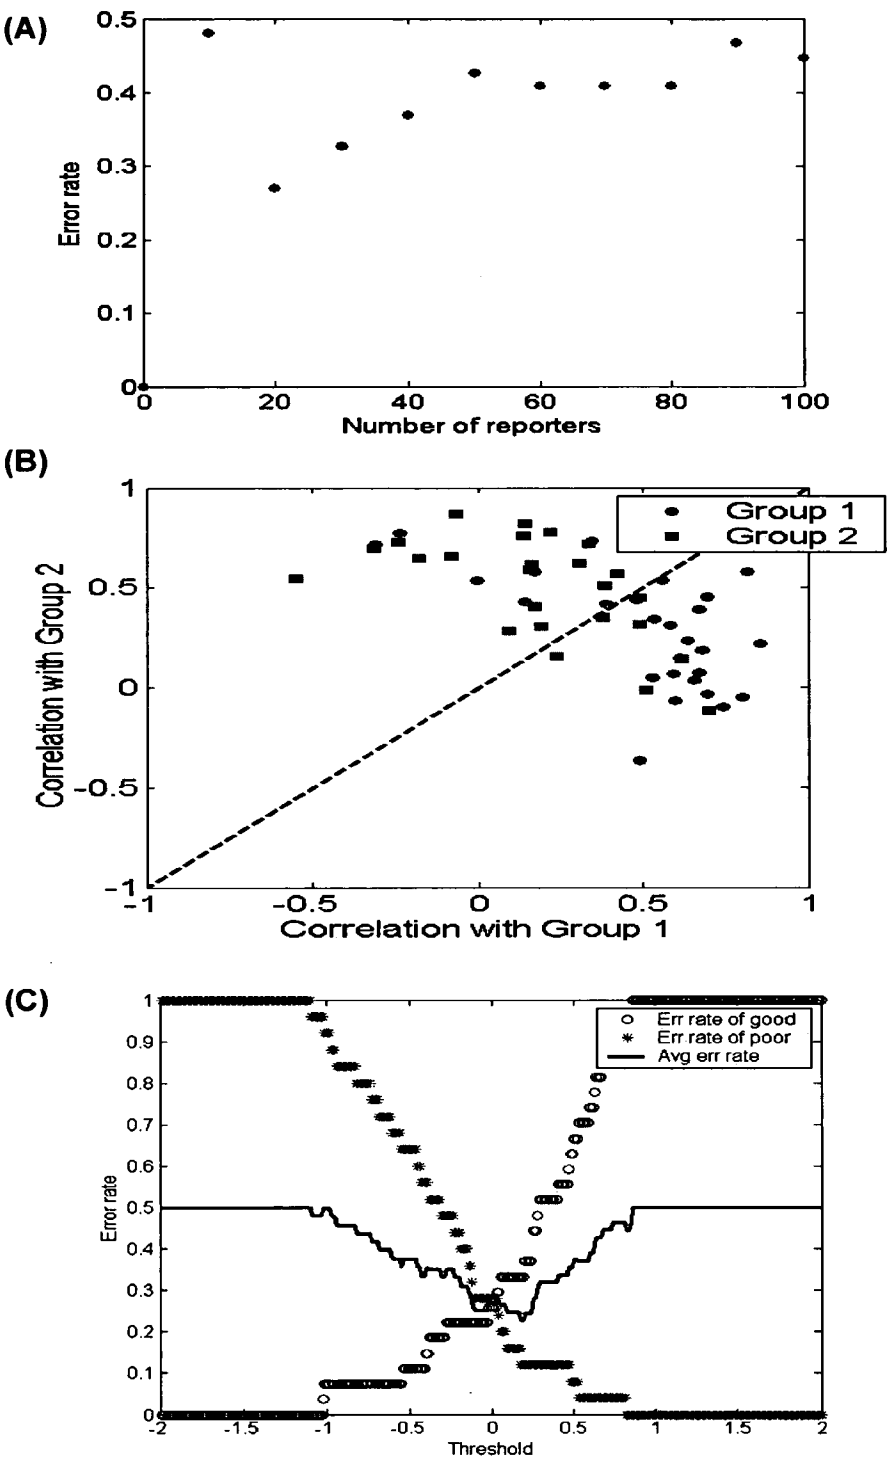 (A)
0.5
0.4
0.3
0.2
0.1
0
Error rate
0 20 40 60 80 100
Number of reporters
(B)
1
0.5
0
-0.5
-1
Correlation with Group 2
Group 1
Group 2
-1 -0.5 0 0.5 1
Correlation with Group 1
(C)
1
0.9
0.8
0.7
0.6
0.5
0.4
0.3
0.2
0.1
0
Error rate
Err rate of good
Err rate of poor
Avg err rate
-2 -1.5 -1 -0.5 0 0.5 1 1.5 2
Threshold